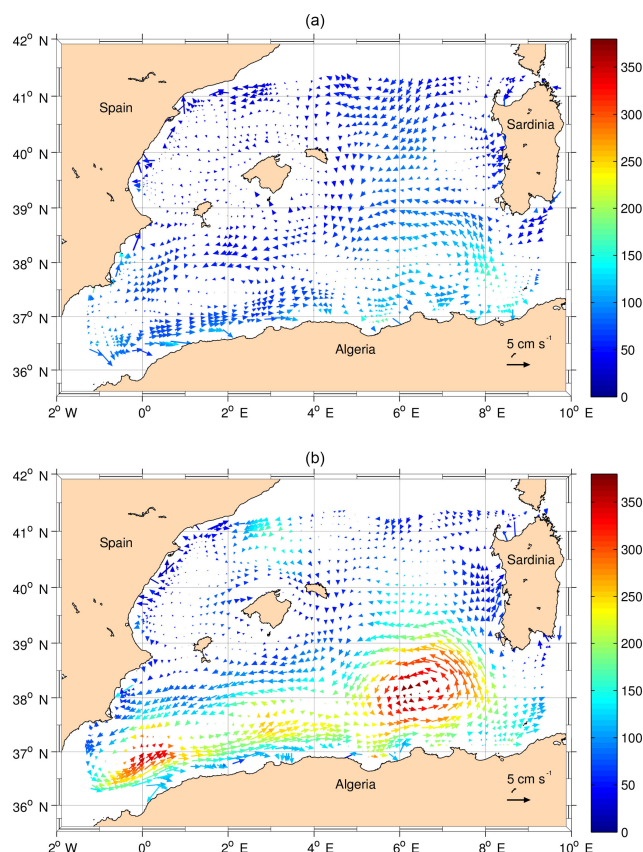 (a)
42° N
41° N
40° N
39° N
38° N
37° N
36° N
2° W
0°
2° E
4° E
6° E
8° E
10° E
Spain
Sardinia
Algeria
5 cm s⁻¹
350
300
250
200
150
100
50
0
(b)
42° N
41° N
40° N
39° N
38° N
37° N
36° N
2° W
0°
2° E
4° E
6° E
8° E
10° E
Spain
Sardinia
Algeria
5 cm s⁻¹
350
300
250
200
150
100
50
0